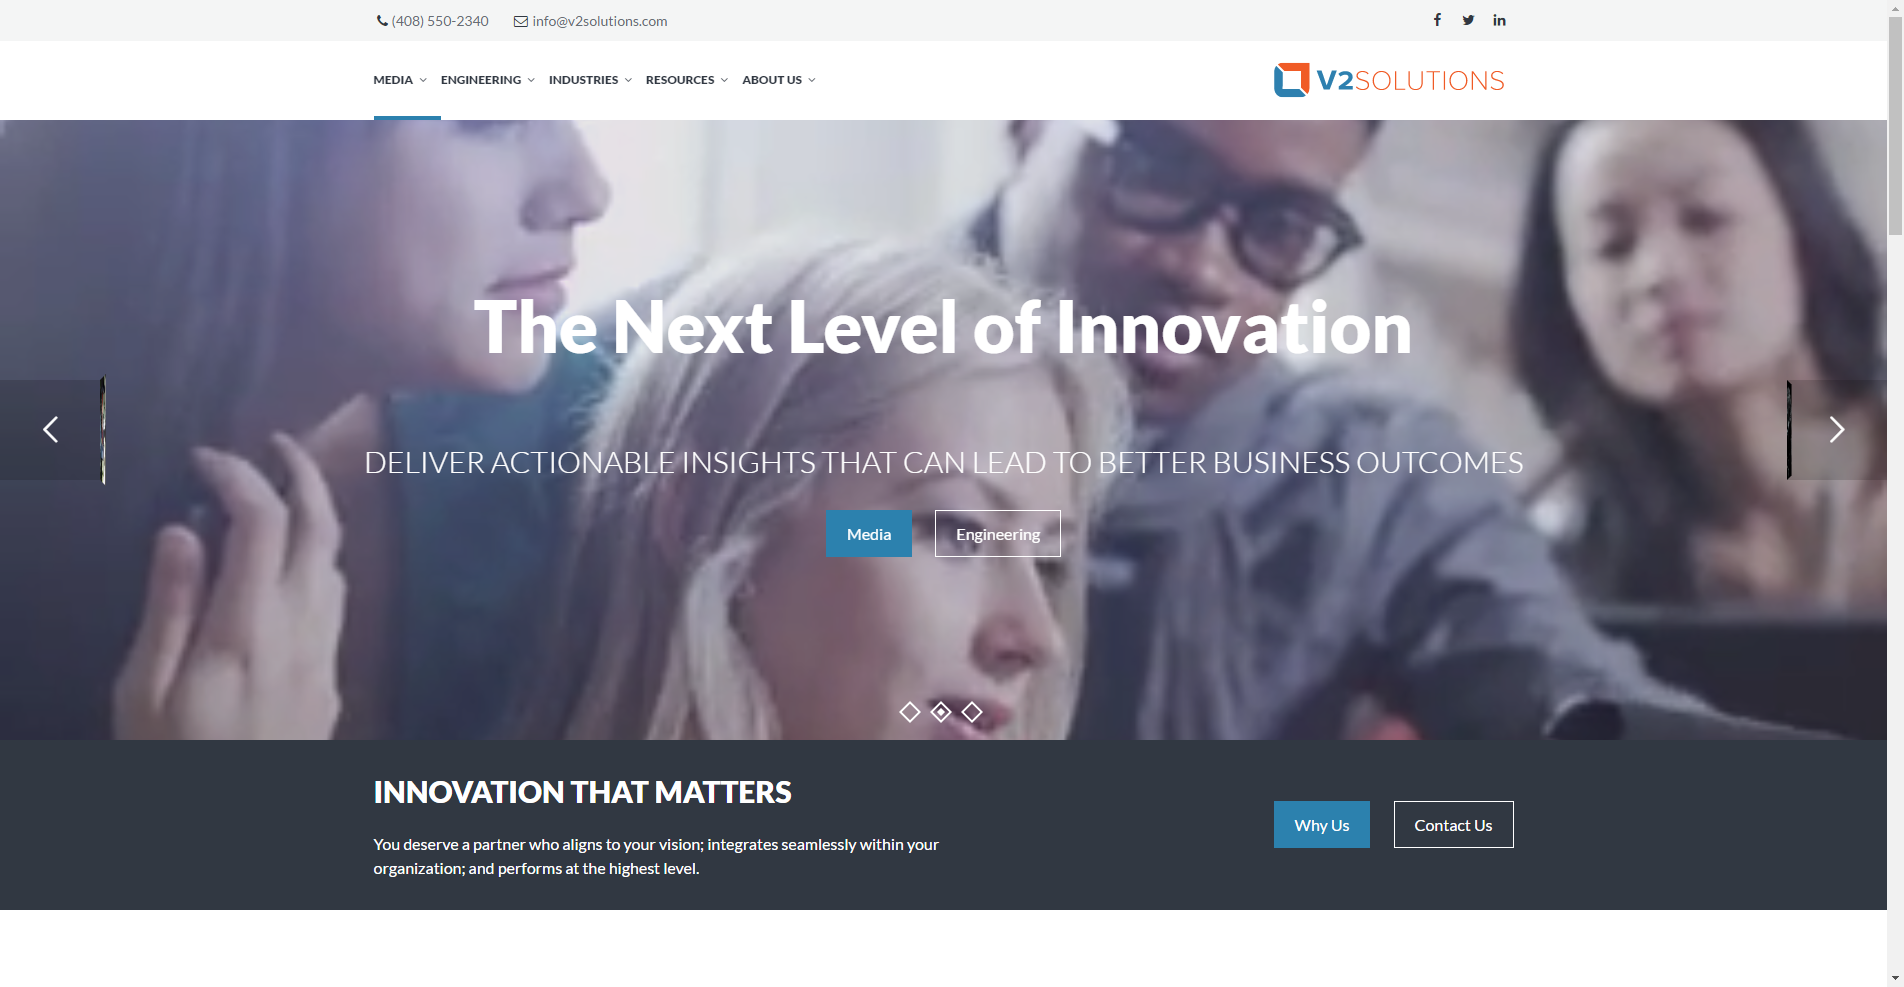 (408) 550-2340 info@v2solutions.com
MEDIA ENGINEERING INDUSTRIES RESOURCES ABOUT US V2SOLUTIONS
The Next Level of Innovation
DELIVER ACTIONABLE INSIGHTS THAT CAN LEAD TO BETTER BUSINESS OUTCOMES
Media Engineering
INNOVATION THAT MATTERS
You deserve a partner who aligns to your vision; integrates seamlessly within your
organization; and performs at the highest level.
Why Us Contact Us